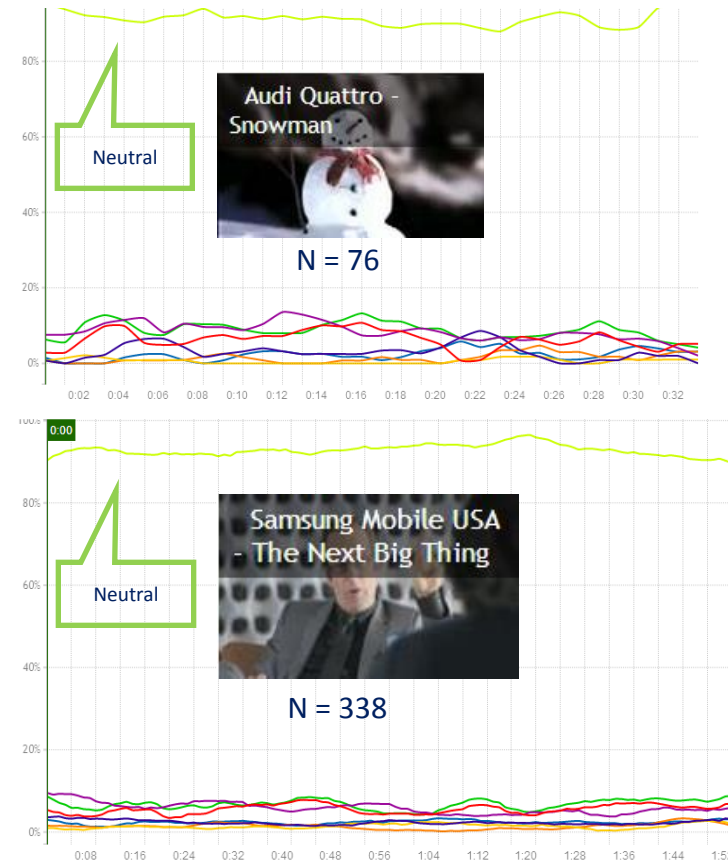 80%
Audi Quattro -
Snowman
60%
Neutral
40%
N = 76
20%
0%
0:02 0:04 0:06 0:08 0:10 0:12 0:14 0:16 0:18 0:20 0:22 0:24 0:26 0:28 0:30 0:32
100%
0:00
80%
Samsung Mobile USA
- The Next Big Thing
60%
Neutral
40%
N = 338
20%
0%
0:08 0:16 0:24 0:32 0:40 0:48 0:56 1:04 1:12 1:20 1:28 1:36 1:44